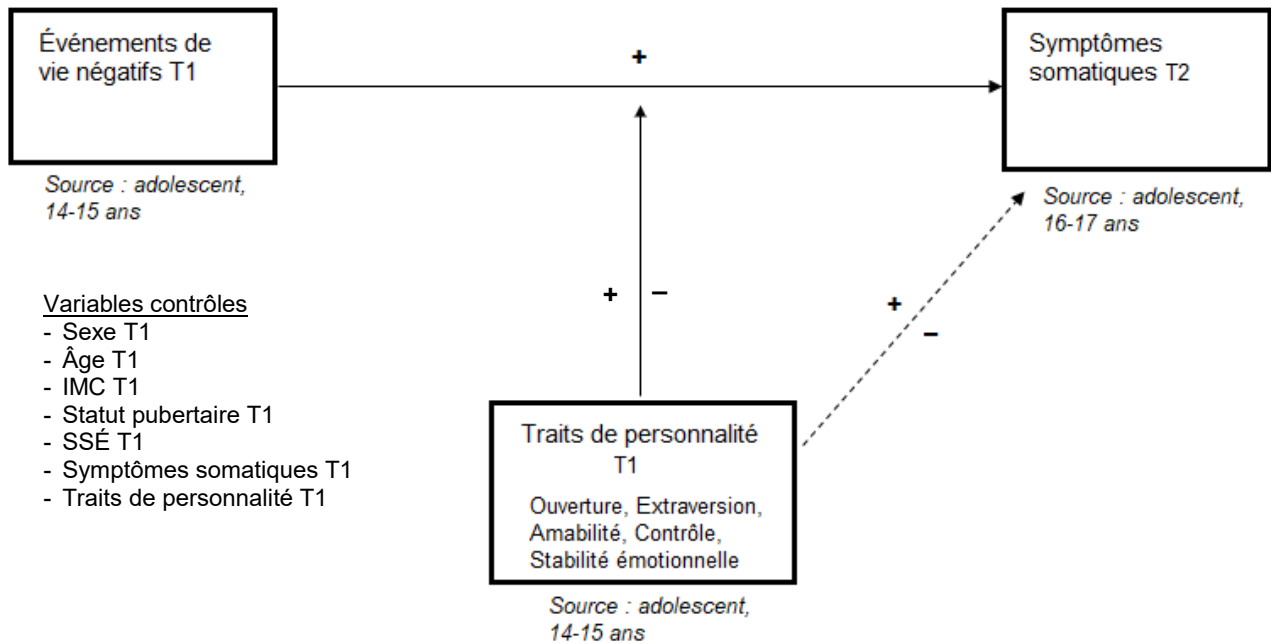 Événements de
vie négatifs T1
+
Symptômes
somatiques T2
Source : adolescent,
14-15 ans
Source : adolescent,
16-17 ans
Variables contrôles
- Sexe T1
- Âge T1
- IMC T1
- Statut pubertaire T1
- SSÉ T1
- Symptômes somatiques T1
- Traits de personnalité T1
+ –
+
–
Traits de personnalité
T1
Ouverture, Extraversion,
Amabilité, Contrôle,
Stabilité émotionnelle
Source : adolescent,
14-15 ans